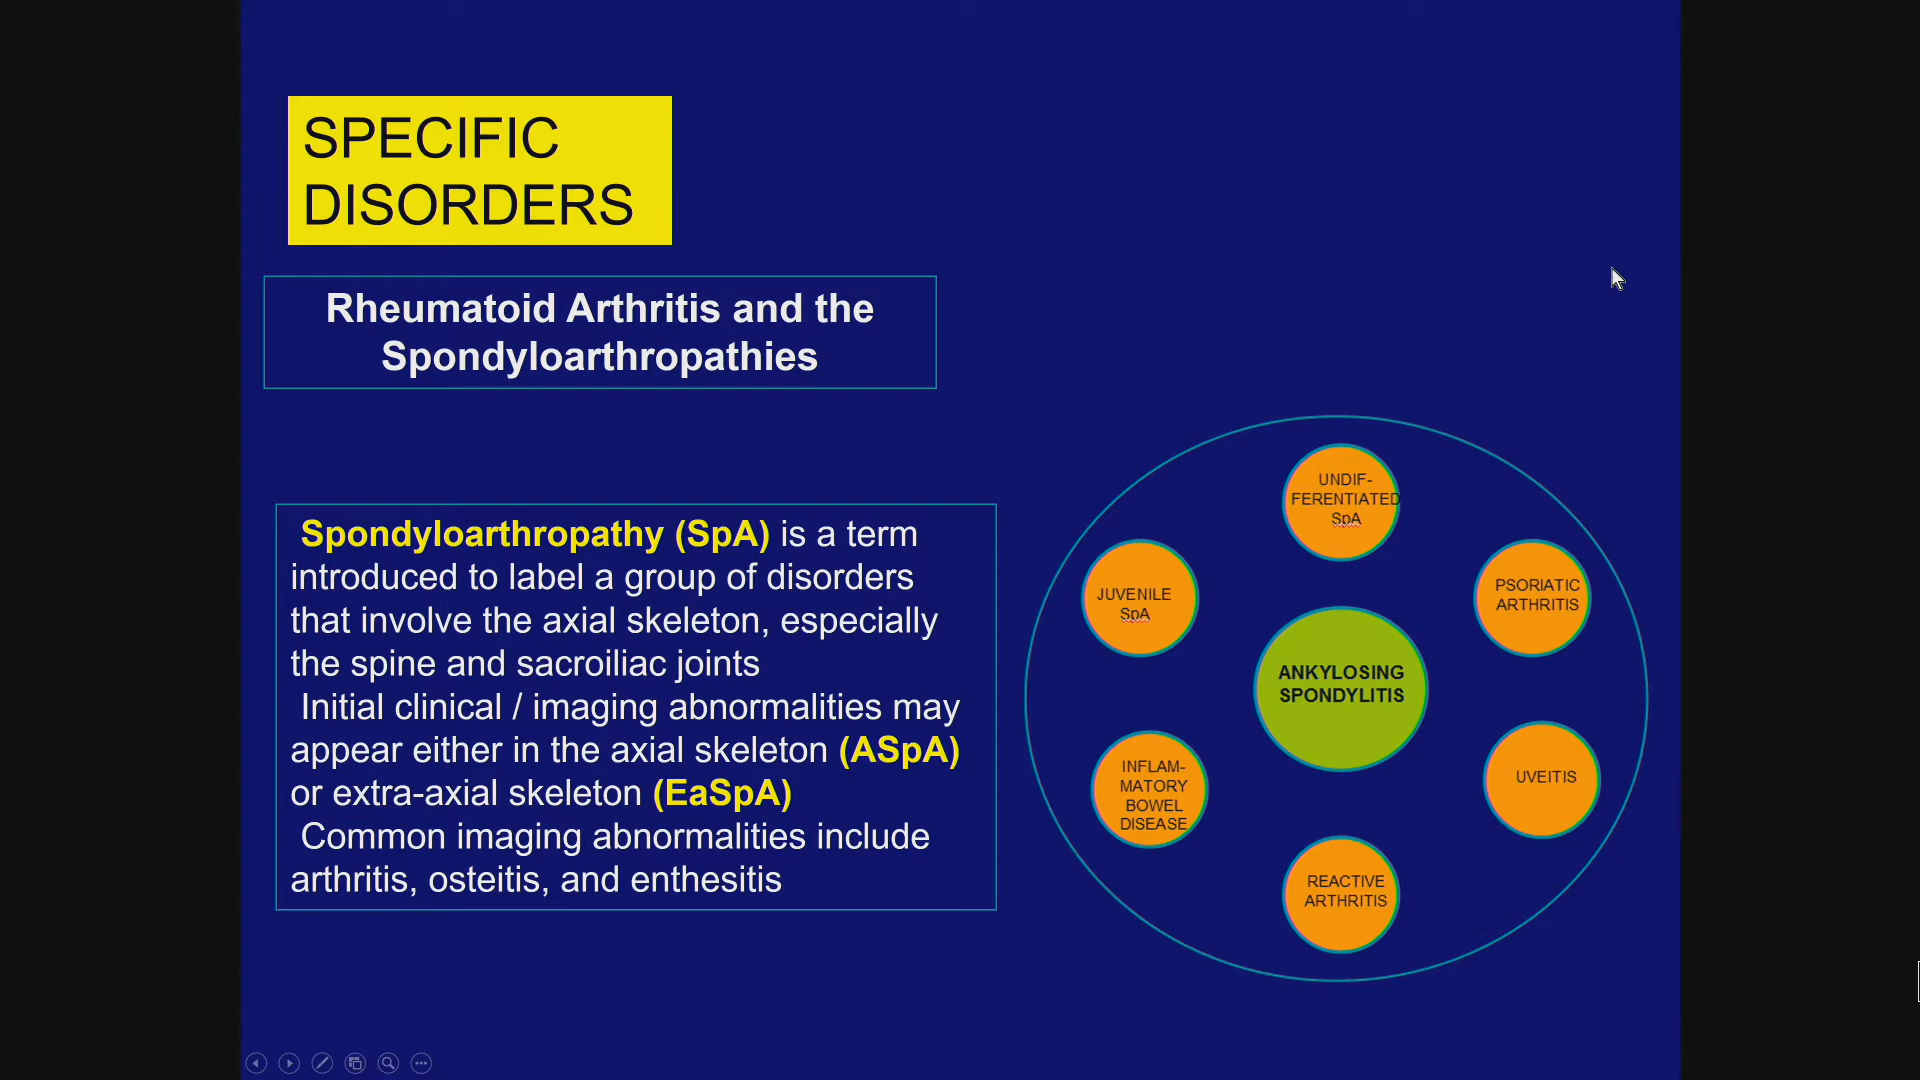 SPECIFIC
DISORDERS
Rheumatoid Arthritis and the
Spondyloarthropathies
Spondyloarthropathy (SpA) is a term
introduced to label a group of disorders
that involve the axial skeleton, especially
the spine and sacroiliac joints
Initial clinical / imaging abnormalities may
appear either in the axial skeleton (ASpA)
or extra-axial skeleton (EaSpA)
Common imaging abnormalities include
arthritis, osteitis, and enthesitis
UNDIF-
FERENTIATED
SpA
JUVENILE
SpA
PSORIATIC
ARTHRITIS
ANKYLOSING
SPONDYLITIS
INFLAM-
MATORY
BOWEL
DISEASE
UVEITIS
REACTIVE
ARTHRITIS